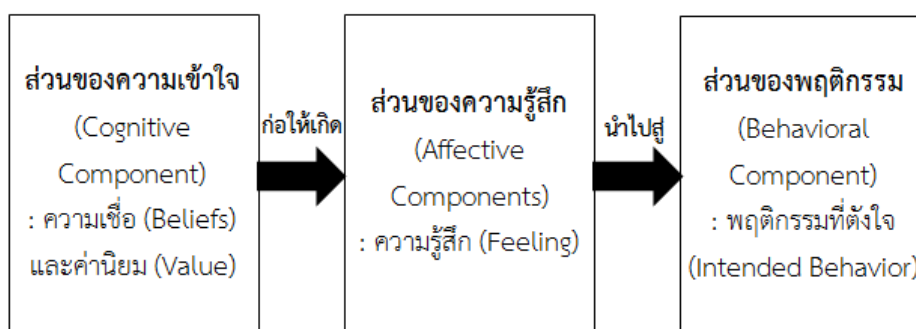 ส่วนของความเข้าใจ
(Cognitive
Component)
: ความเชื่อ (Beliefs)
และค่านิยม (Value)
ก่อให้เกิด
ส่วนของความรู้สึก
(Affective
Components)
: ความรู้สึก (Feeling)
นำไปสู่
ส่วนของพฤติกรรม
(Behavioral
Component)
: พฤติกรรมที่ตั้งใจ
(Intended Behavior)